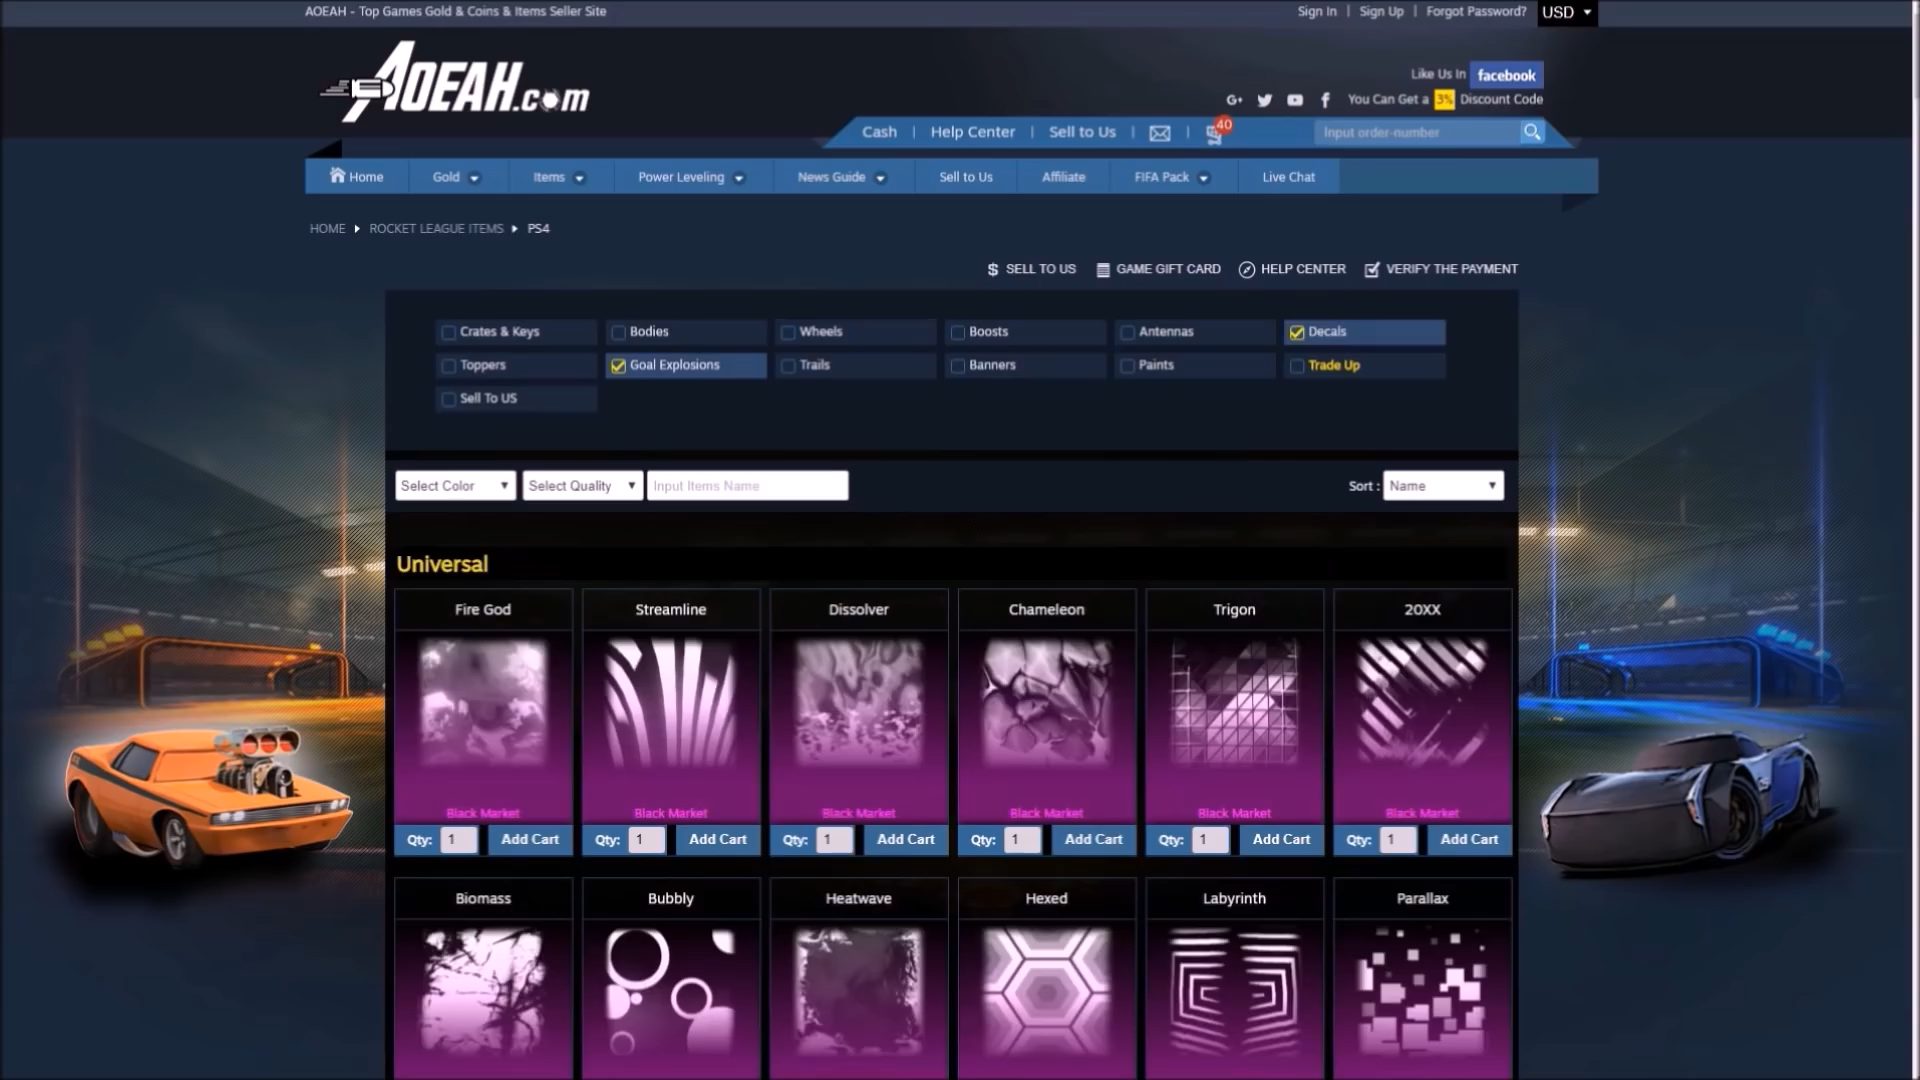 AOEAH - Top Games Gold & Coins & Items Seller Site
Sign In | Sign Up | Forgot Password? USD
AOEAH.com
Like Us In facebook
You Can Get a 3% Discount Code
Cash | Help Center | Sell to Us | | 40 Input order-number
Home Gold Items Power Leveling News Guide Sell to Us Affiliate FIFA Pack Live Chat
HOME ROCKET LEAGUE ITEMS PS4
$ SELL TO US GAME GIFT CARD HELP CENTER VERIFY THE PAYMENT
Crates & Keys Bodies Wheels Boosts Antennas Decals
Toppers Goal Explosions Trails Banners Paints Trade Up
Sell To US
Select Color Select Quality Input Items Name Sort : Name
Universal
Fire God Streamline Dissolver Chameleon Trigon 20XX
Black Market Black Market Black Market Black Market Black Market Black Market
Qty: 1 Add Cart Qty: 1 Add Cart Qty: 1 Add Cart Qty: 1 Add Cart Qty: 1 Add Cart Qty: 1 Add Cart
Biomass Bubbly Heatwave Hexed Labyrinth Parallax